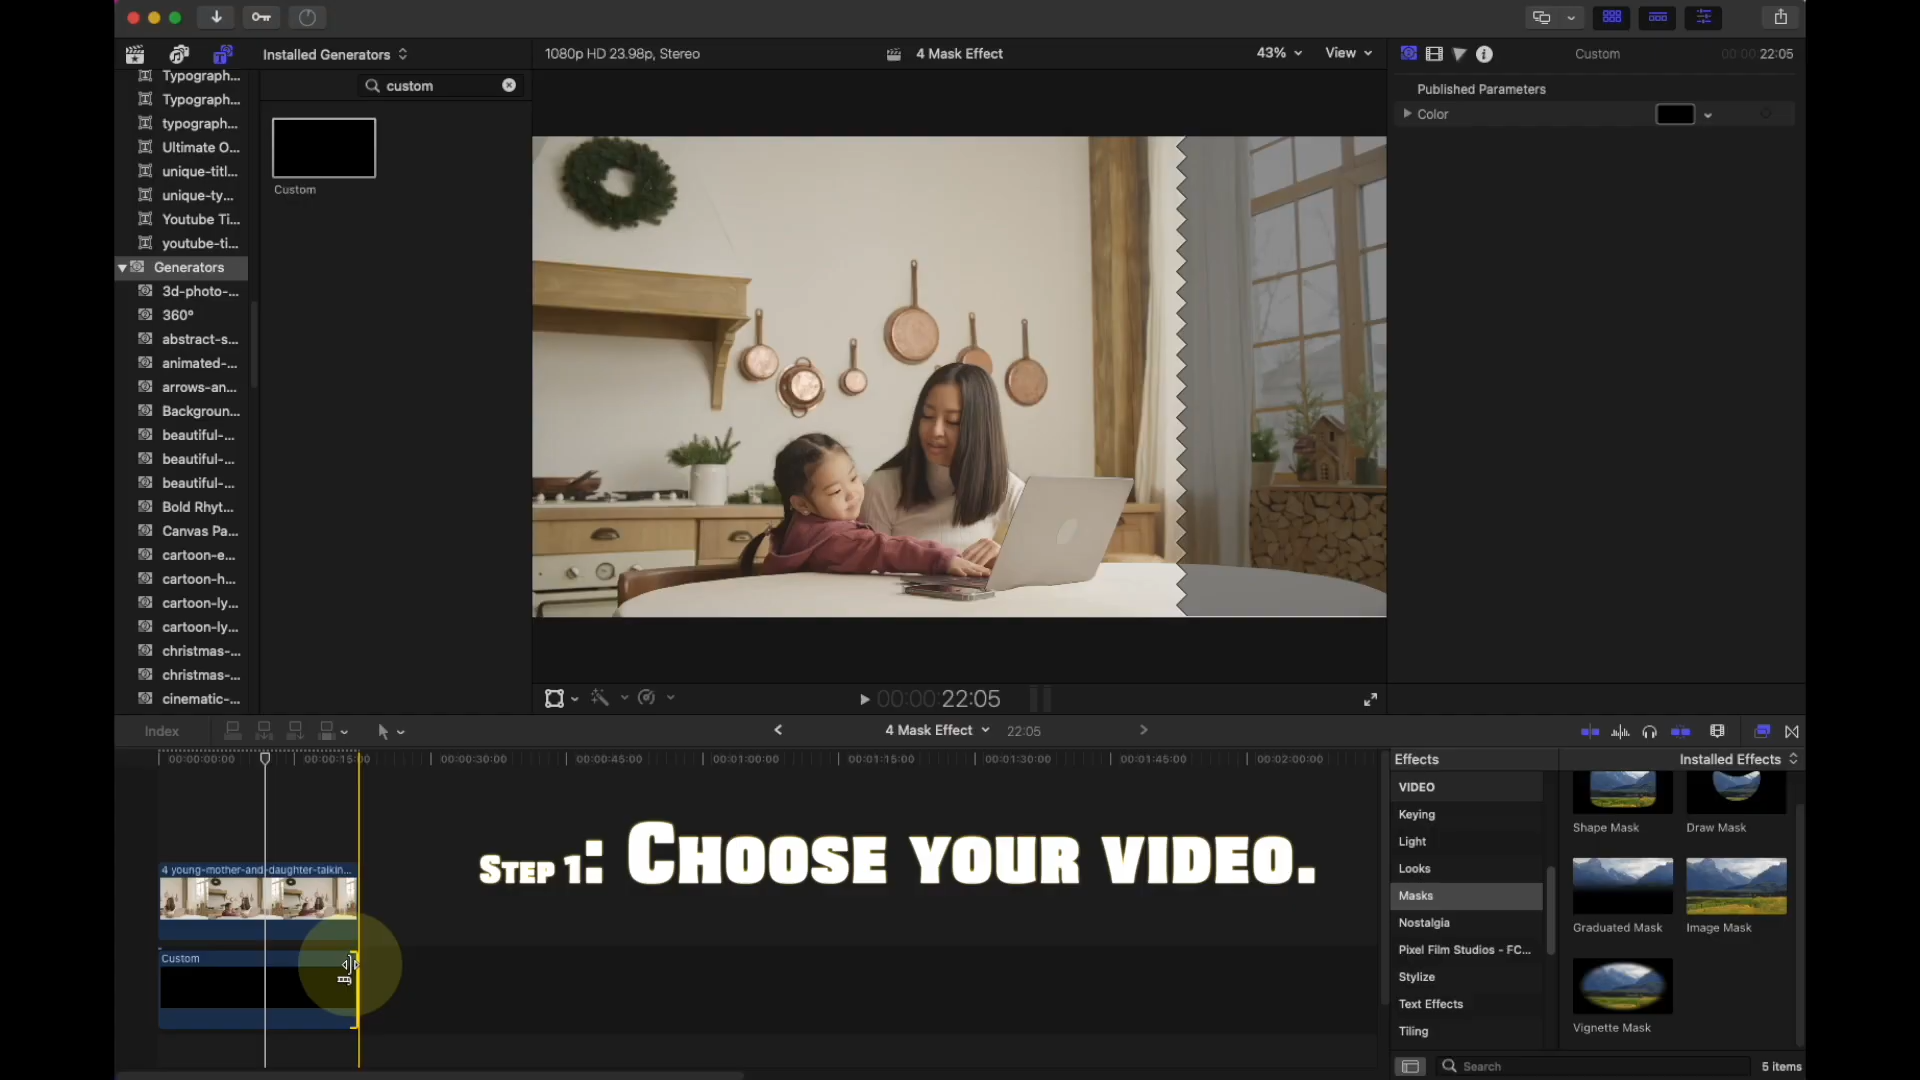 Installed Generators
1080p HD 23.98p, Stereo
4 Mask Effect
43%
View
Custom
00:00:22:05
custom
Custom
Typograph...
Typograph...
typograph...
Ultimate O...
unique-titl...
unique-ty...
Youtube Ti...
youtube-ti...
Generators
3d-photo-...
360°
abstract-s...
animated-...
arrows-an...
Backgroun...
beautiful-...
beautiful-...
beautiful-...
Bold Rhyt...
Canvas Pa...
cartoon-e...
cartoon-h...
cartoon-ly...
cartoon-ly...
christmas-...
christmas-...
cinematic-...
Published Parameters
Color
00:00:22:05
Index
4 Mask Effect
22:05
00:00:00:00
00:00:15:00
00:00:30:00
00:00:45:00
00:01:00:00
00:01:15:00
00:01:30:00
00:01:45:00
00:02:00:00
4 young-mother-and-daughter-talkin...
Custom
Step 1: Choose your video.
Effects
Installed Effects
VIDEO
Keying
Light
Looks
Masks
Nostalgia
Pixel Film Studios - FC...
Stylize
Text Effects
Tiling
Shape Mask
Draw Mask
Graduated Mask
Image Mask
Vignette Mask
Search
5 items